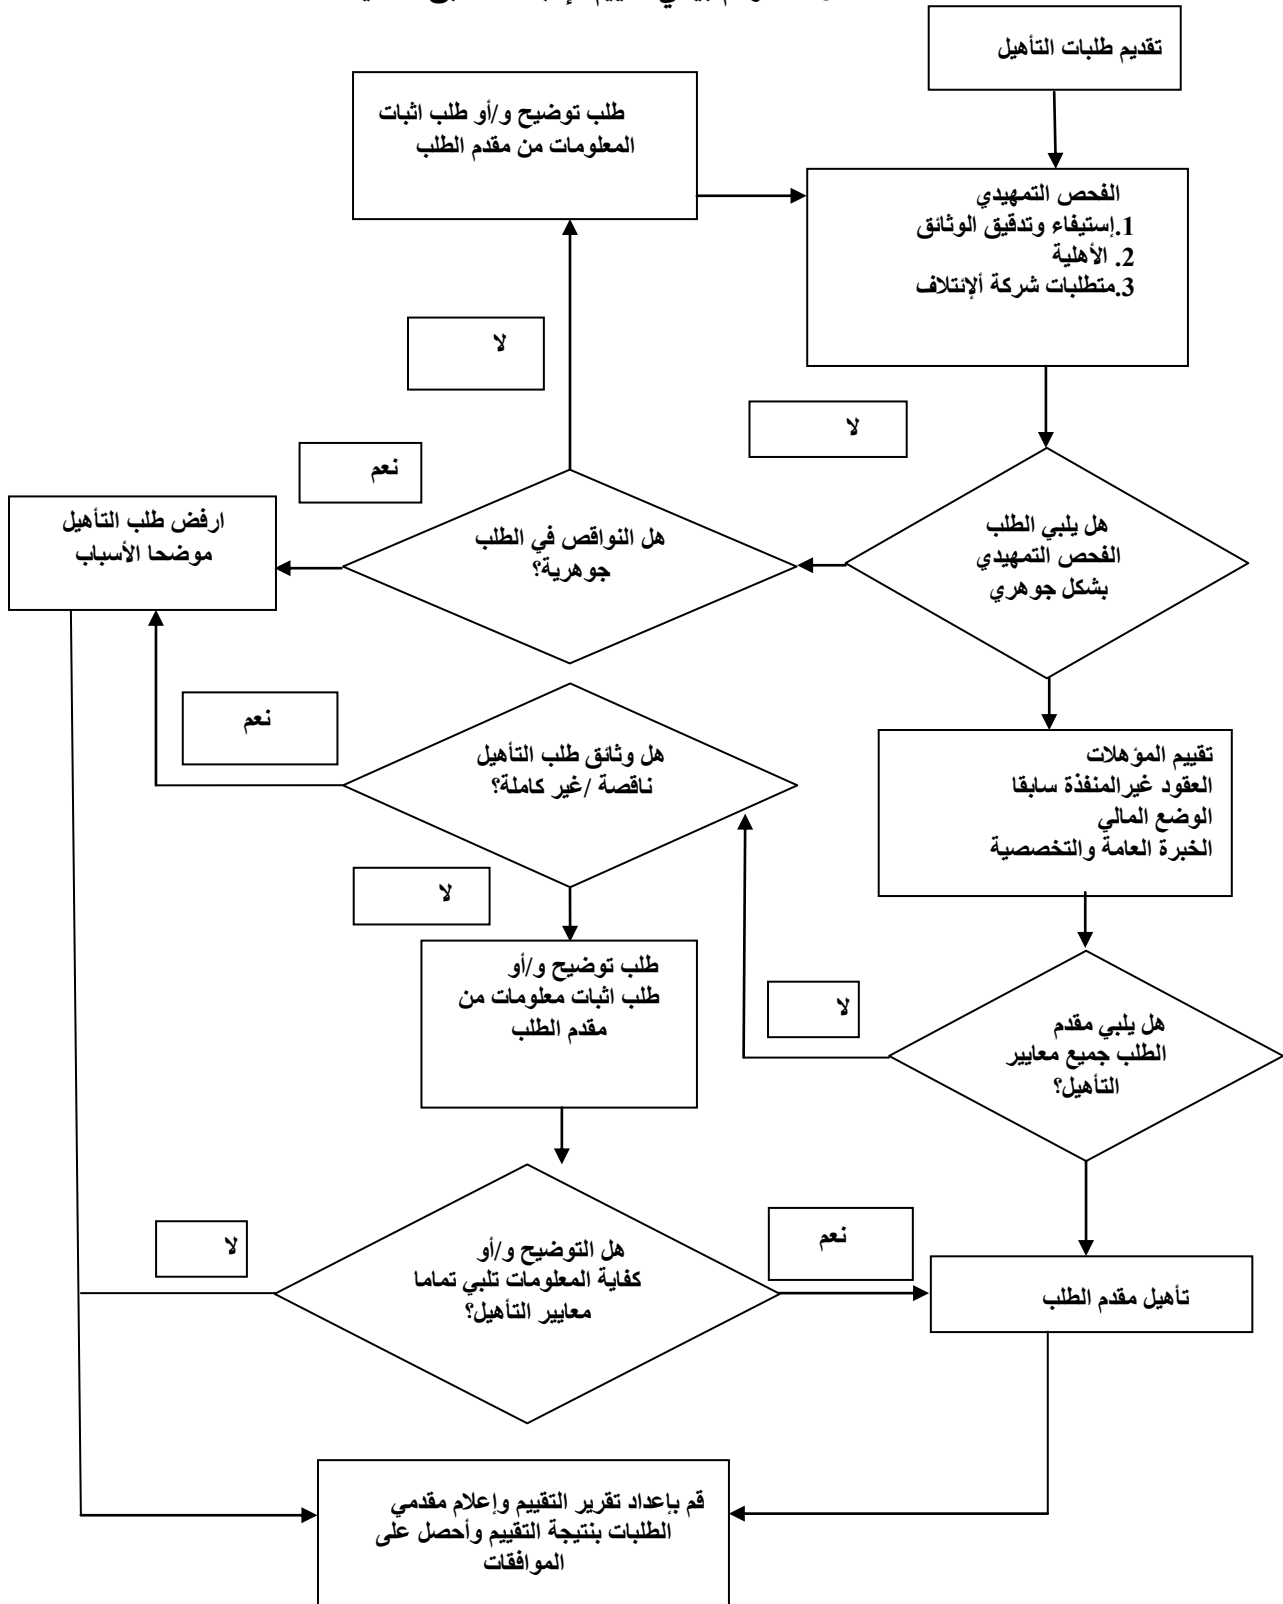 تقديم طلبات التأهيل
طلب توضيح و/أو طلب اثبات
المعلومات من مقدم الطلب
الفحص التمهيدي
1.إستيفاء وتدقيق الوثائق
2. الأهلية
3.متطلبات شركة ألإئتلاف
لا
لا
نعم
ارفض طلب التأهيل
موضحا الأسباب
هل النواقص في الطلب
جوهرية؟
هل يلبي الطلب
الفحص التمهيدي
بشكل جوهري
نعم
هل وثائق طلب التأهيل
ناقصة /غير كاملة؟
تقييم المؤهلات
العقود غيرالمنفذة سابقا
الوضع المالي
الخبرة العامة والتخصصية
لا
طلب توضيح و/أو
طلب اثبات معلومات من
مقدم الطلب
لا
هل يلبي مقدم
الطلب جميع معايير
التأهيل؟
لا
هل التوضيح و/أو
كفاية المعلومات تلبي تماما
معايير التأهيل؟
نعم
تأهيل مقدم الطلب
قم بإعداد تقرير التقييم وإعلام مقدمي
الطلبات بنتيجة التقييم وأحصل على
الموافقات